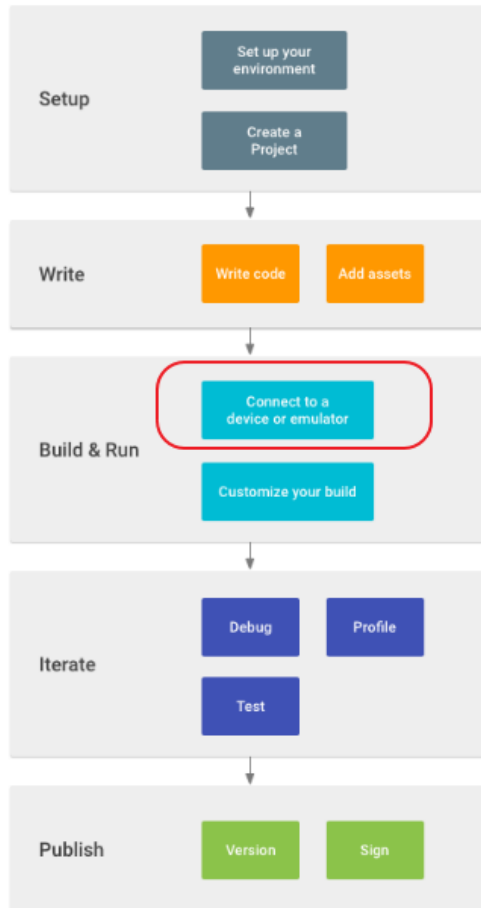 Setup
Set up your
environment
Create a
Project
Write
Write code
Add assets
Build & Run
Connect to a
device or emulator
Customize your build
Iterate
Debug
Profile
Test
Publish
Version
Sign